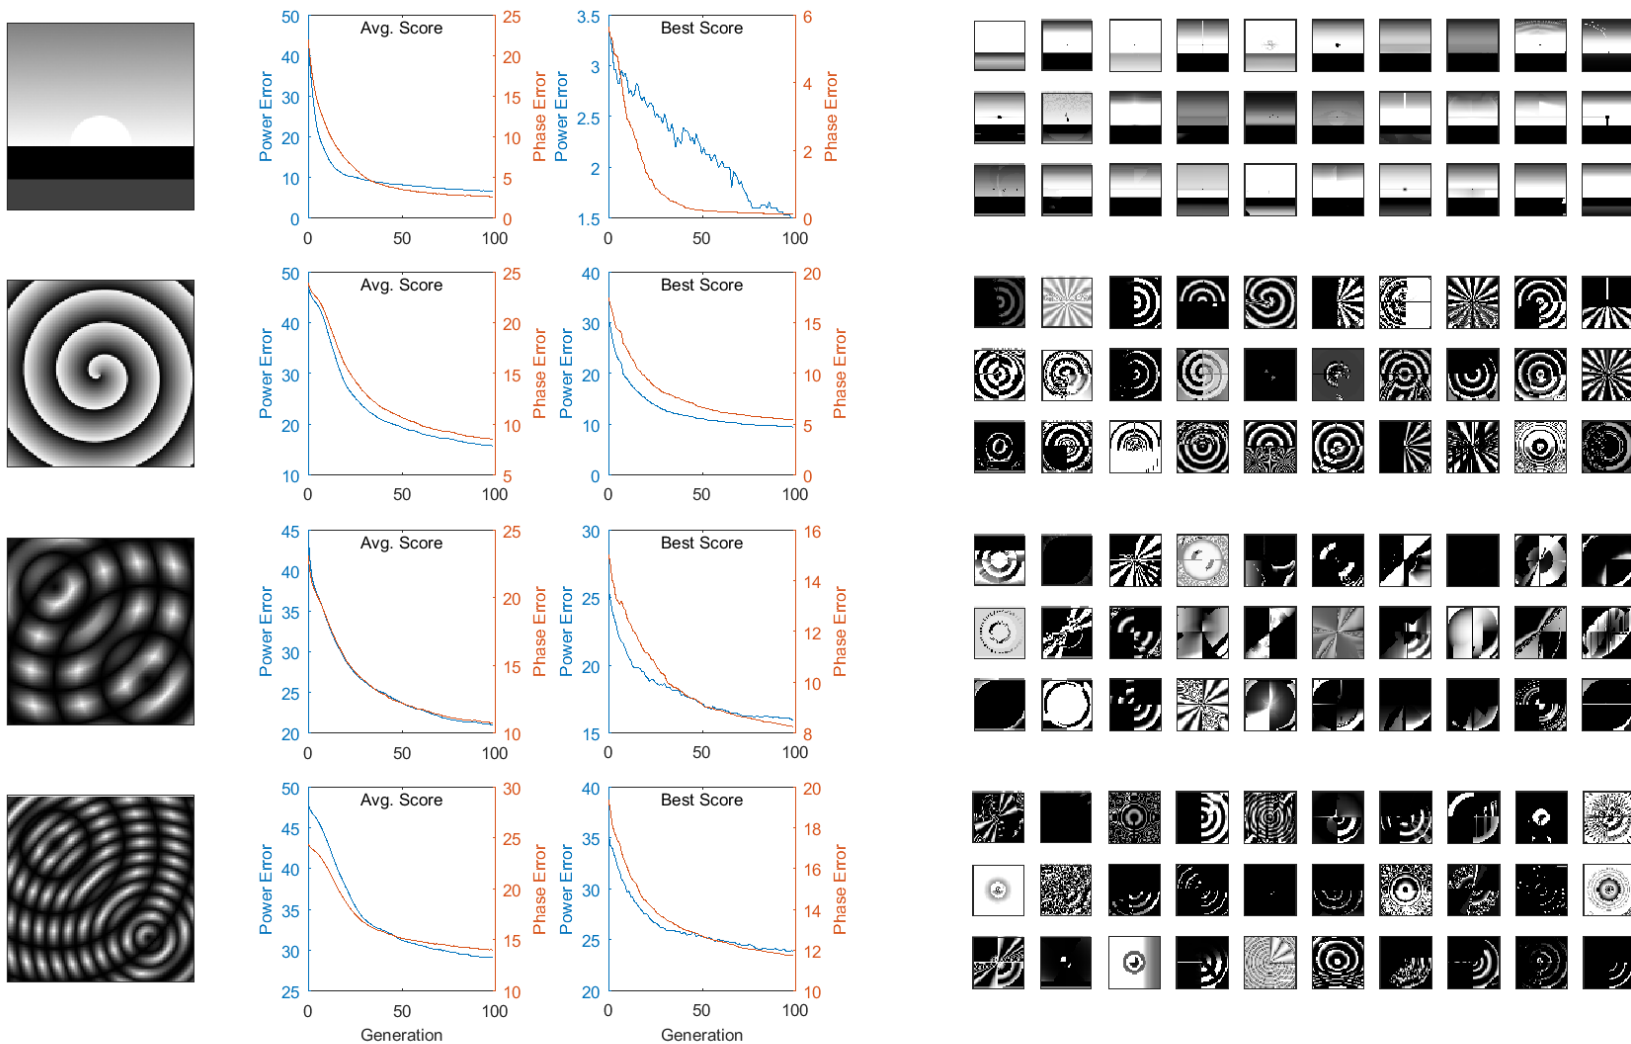 50 25 3.5 6
Avg. Score Best Score
40 20 3 5
30 15 4
2.5
20 10 2
2
10 5
0 0 1.5 0
Power Error Phase Error Power Error Phase Error
0 50 100 0 50 100
50 25 40 20
Avg. Score Best Score
40 20 30 15
30 15 20 10
20 10 10 5
10 5 0 0
Power Error Phase Error Power Error Phase Error
0 50 100 0 50 100
45 25 30 16
Avg. Score Best Score
40 14
35 20 25
30 12
25 15 20 10
20 10 15 8
Power Error Phase Error Power Error Phase Error
0 50 100 0 50 100
50 30 40 20
Avg. Score Best Score
45 25 35 18
40 16
35 20 30 14
30 15 25 12
25 10 20 10
Power Error Phase Error Power Error Phase Error
0 50 100 0 50 100
Generation Generation